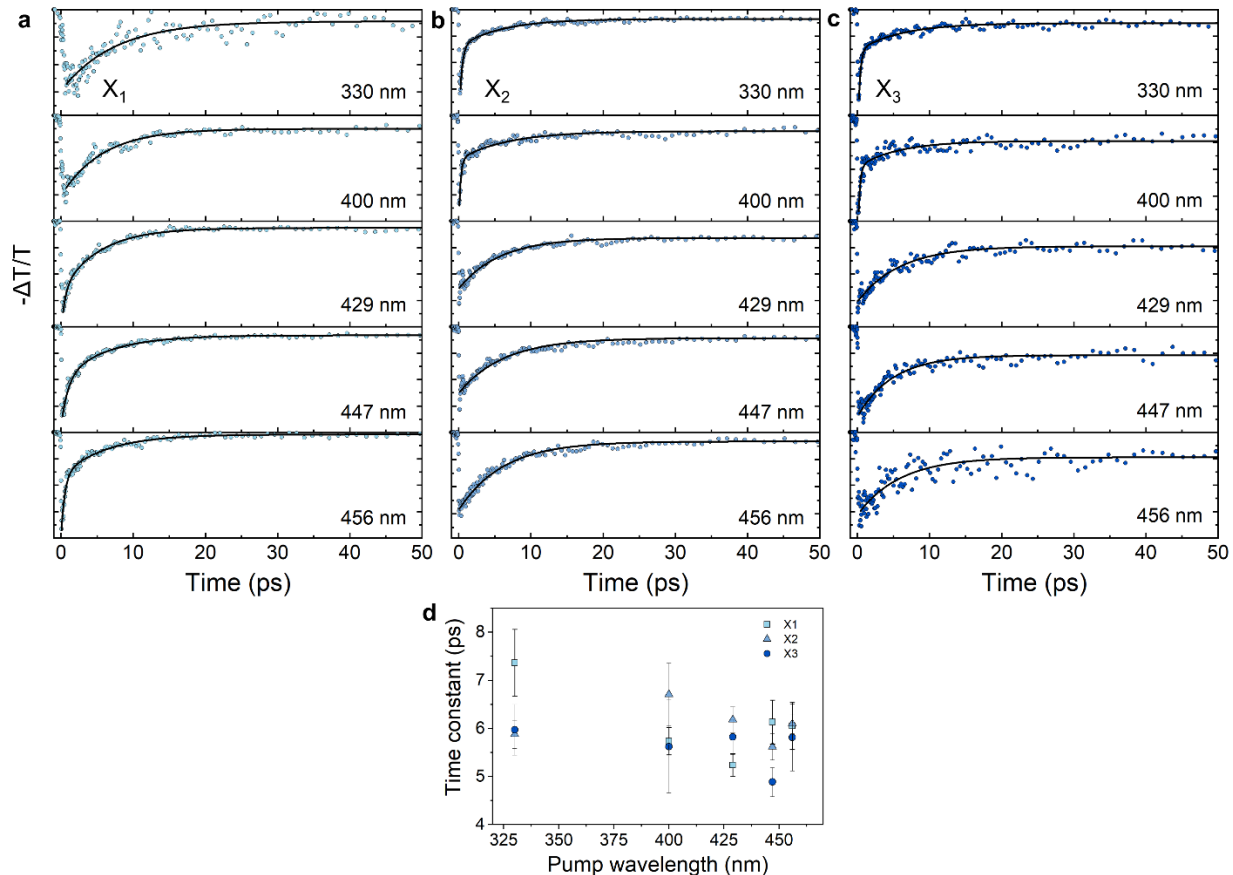 a
X1
330 nm
400 nm
429 nm
447 nm
456 nm
-ΔT/T
0 10 20 30 40 50
Time (ps)
b
X2
330 nm
400 nm
429 nm
447 nm
456 nm
0 10 20 30 40 50
Time (ps)
c
X3
330 nm
400 nm
429 nm
447 nm
456 nm
0 10 20 30 40 50
Time (ps)
d
X1
X2
X3
8
7
6
5
4
Time constant (ps)
325 350 375 400 425 450
Pump wavelength (nm)